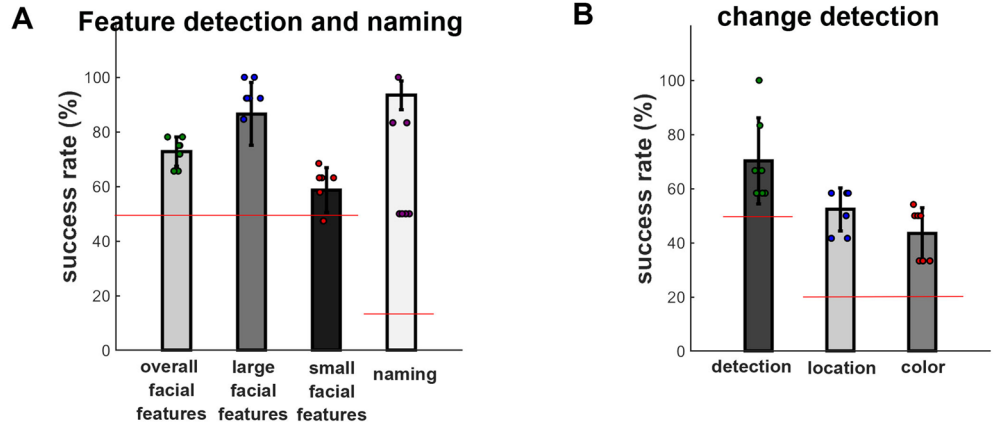 A
Feature detection and naming
success rate (%)
100
80
60
40
20
0
overall
facial
features
large
facial
features
small
facial
features
naming
B
change detection
success rate (%)
100
80
60
40
20
0
detection
location
color